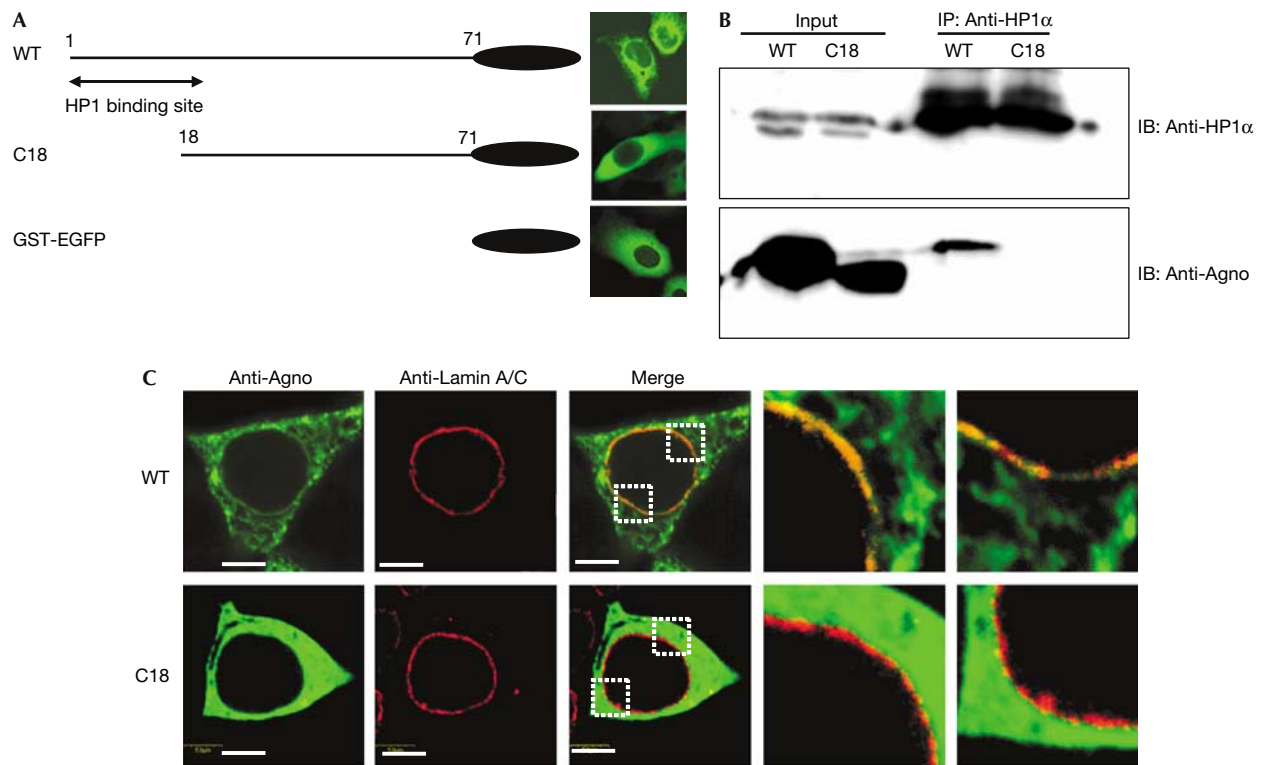 A
WT
1
71
HP1 binding site
C18
18
71
GST-EGFP
B
Input
IP: Anti-HP1α
WT C18 WT C18
IB: Anti-HP1α
IB: Anti-Agno
C
Anti-Agno Anti-Lamin A/C Merge
WT
C18